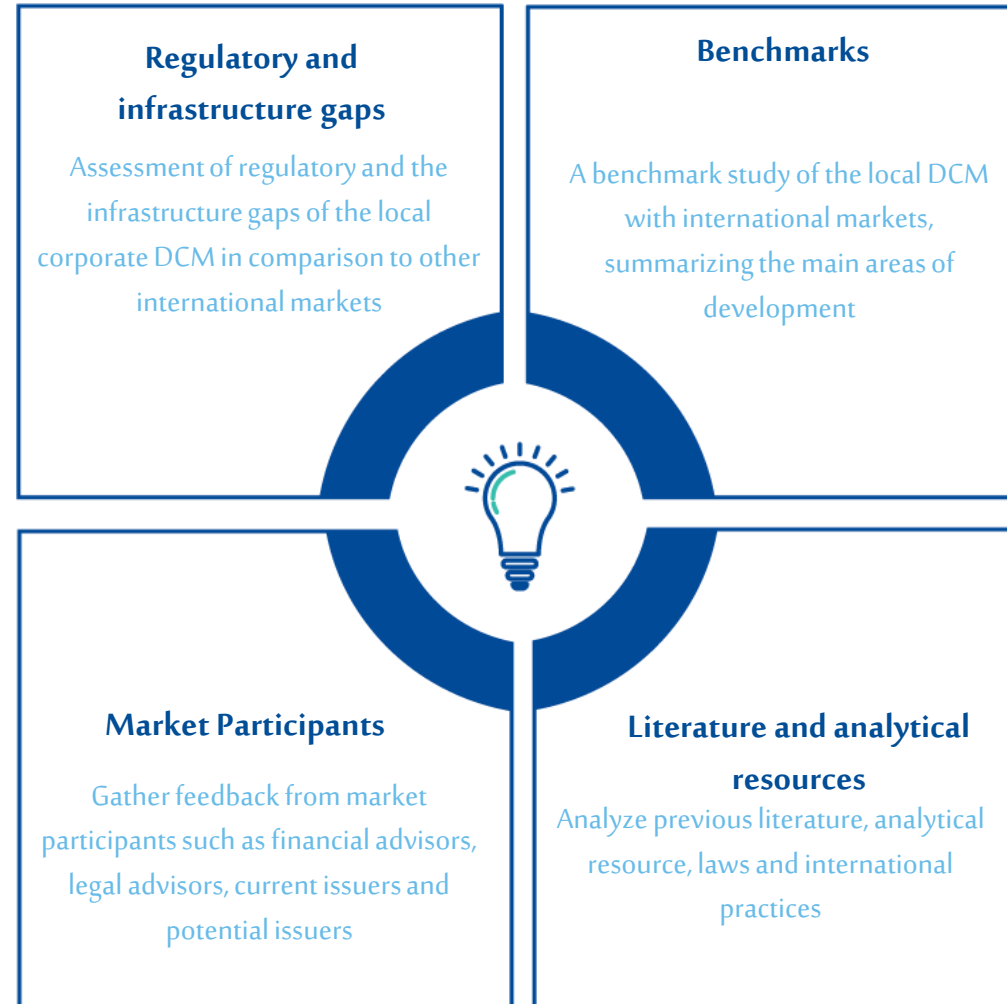 Regulatory and
infrastructure gaps
Assessment of regulatory and the
infrastructure gaps of the local
corporate DCM in comparison to other
international markets
Benchmarks
A benchmark study of the local DCM
with international markets,
summarizing the main areas of
development
Market Participants
Gather feedback from market
participants such as financial advisors,
legal advisors, current issuers and
potential issuers
Literature and analytical
resources
Analyze previous literature, analytical
resource, laws and international
practices